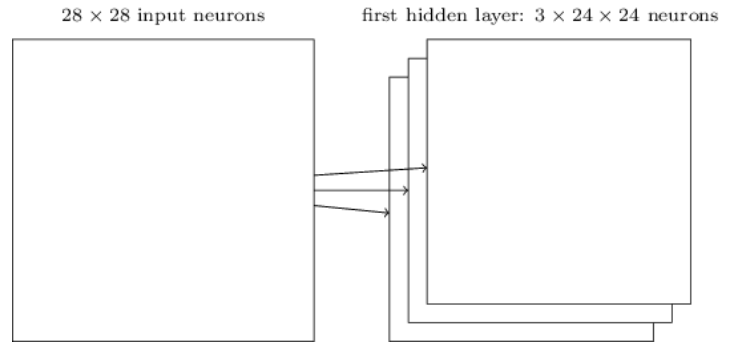 28 × 28 input neurons
first hidden layer: 3 × 24 × 24 neurons